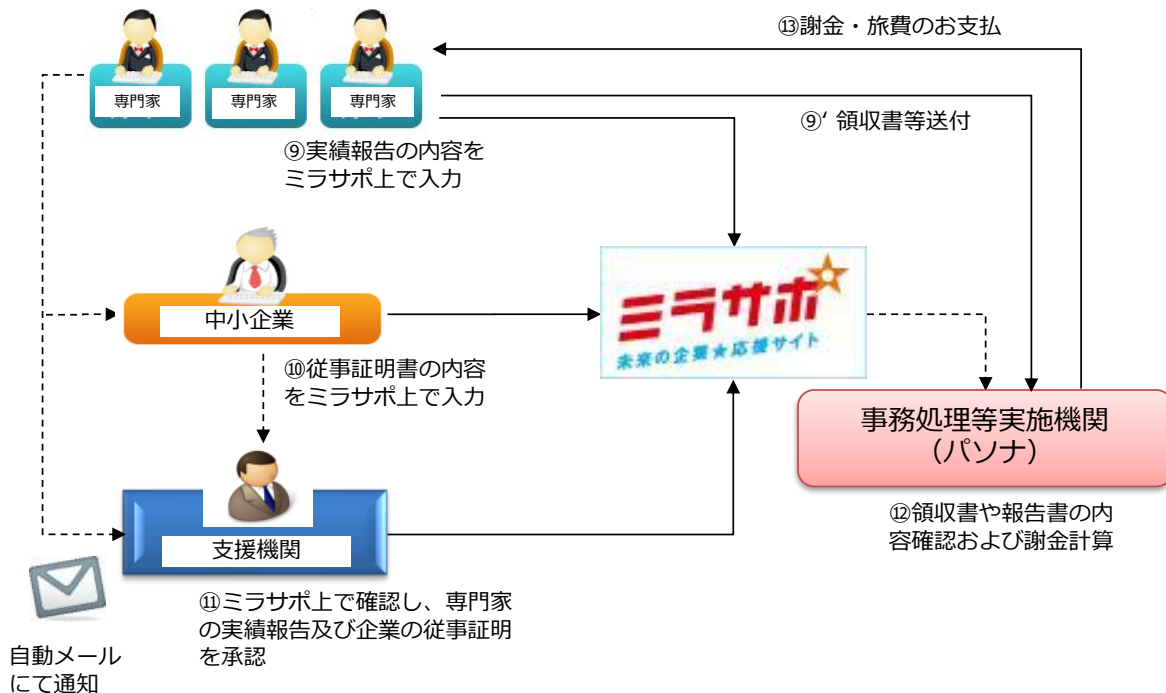 ⑬謝金・旅費のお支払
専門家
専門家
専門家
⑨‘ 領収書等送付
⑨実績報告の内容を
ミラサポ上で入力
中小企業
ミラサポ
未来の企業★応援サイト
⑩従事証明書の内容
をミラサポ上で入力
事務処理等実施機関
（パソナ）
支援機関
⑫領収書や報告書の内
容確認および謝金計算
⑪ミラサポ上で確認し、専門家
の実績報告及び企業の従事証明
を承認
自動メール
にて通知